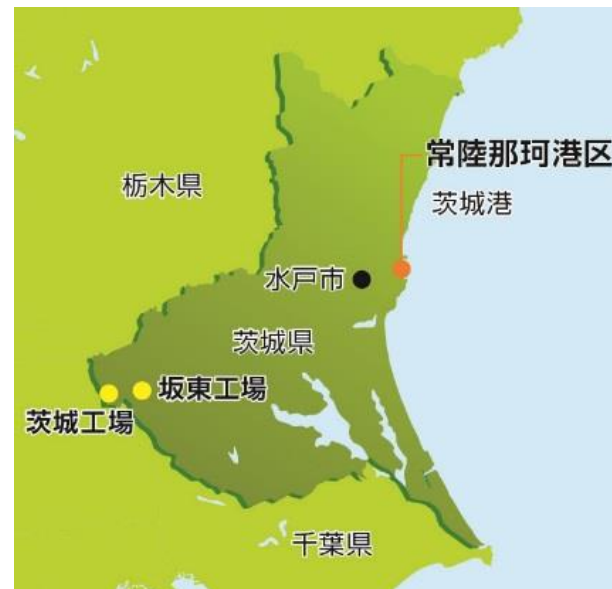 常陸那珂港区
栃木県
茨城港
水戸市
茨城県
坂東工場
茨城工場
千葉県